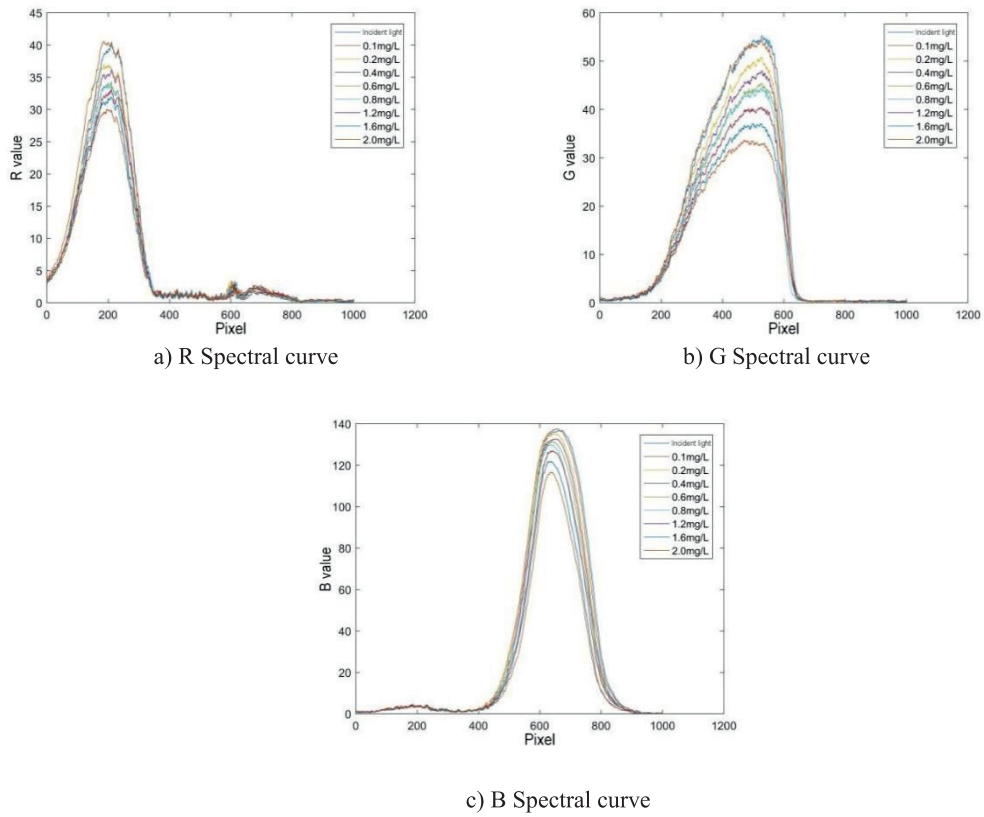 45
40
35
30
25
20
15
10
5
0
R value
0 200 400 600 800 1000 1200
Pixel
Incident light
0.1mg/L
0.2mg/L
0.4mg/L
0.6mg/L
0.8mg/L
1.2mg/L
1.6mg/L
2.0mg/L
a) R Spectral curve
60
50
40
30
20
10
0
G value
0 200 400 600 800 1000 1200
Pixel
Incident light
0.1mg/L
0.2mg/L
0.4mg/L
0.6mg/L
0.8mg/L
1.2mg/L
1.6mg/L
2.0mg/L
b) G Spectral curve
140
120
100
80
60
40
20
0
B value
0 200 400 600 800 1000 1200
Pixel
Incident light
0.1mg/L
0.2mg/L
0.4mg/L
0.6mg/L
0.8mg/L
1.2mg/L
1.6mg/L
2.0mg/L
c) B Spectral curve